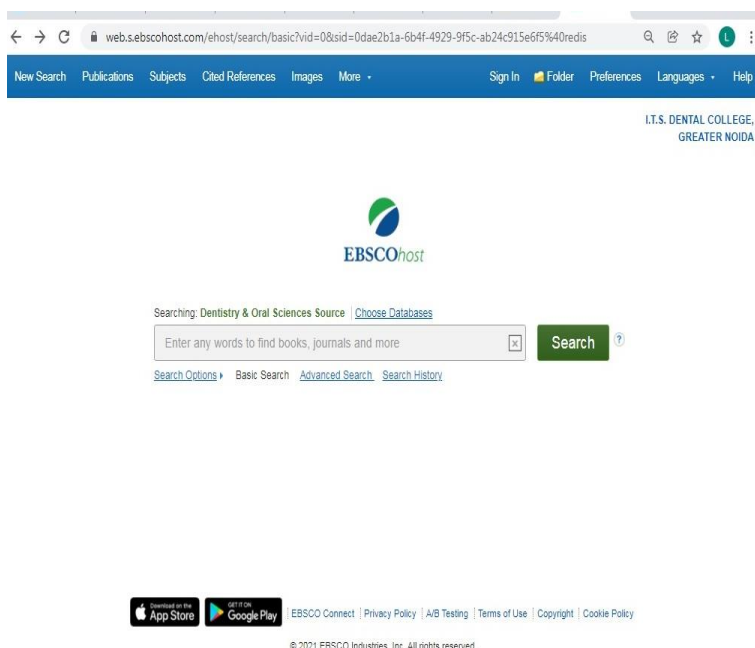 web.s.ebscohost.com/ehost/search/basic?vid=0&sid=0dae2b1a-6b4f-4929-9f5c-ab24c915e6f5%40redis
L
New Search Publications Subjects Cited References Images More Sign In Folder Preferences Languages Help
I.T.S. DENTAL COLLEGE,
GREATER NOIDA
EBSCOhost
Searching: Dentistry & Oral Sciences Source Choose Databases
Enter any words to find books, journals and more Search ?
Search Options Basic Search Advanced Search Search History
Download on the App Store GET IT ON Google Play EBSCO Connect Privacy Policy A/B Testing Terms of Use Copyright Cookie Policy
© 2021 EBSCO Industries, Inc. All rights reserved